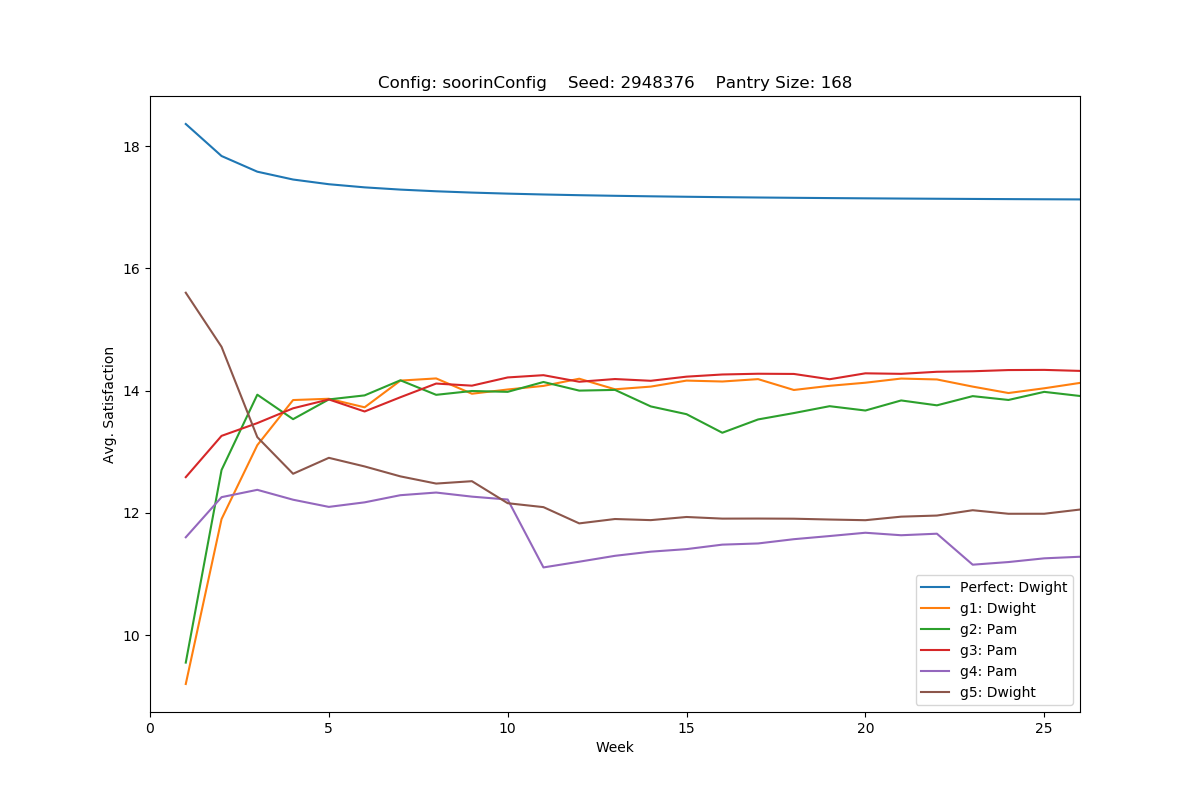 Config: soorinConfig    Seed: 2948376    Pantry Size: 168
Avg. Satisfaction
18
16
14
12
10
0
5
10
15
20
25
Week
Perfect: Dwight
g1: Dwight
g2: Pam
g3: Pam
g4: Pam
g5: Dwight